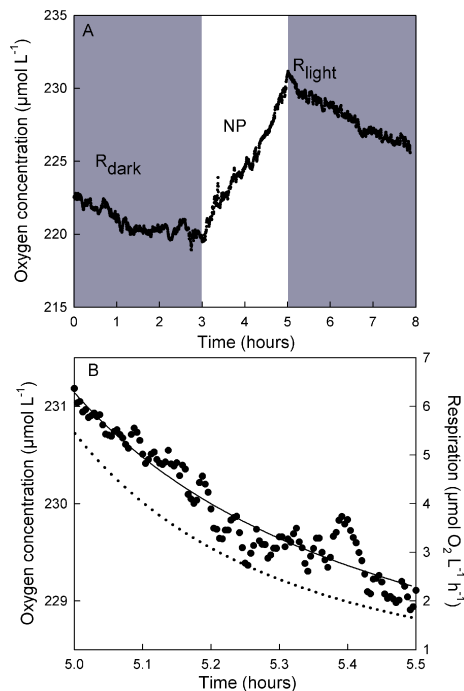 A
235
230
225
220
215
Oxygen concentration (µmol L⁻¹)
R_dark
NP
R_light
0 1 2 3 4 5 6 7 8
Time (hours)
B
231
230
229
Oxygen concentration (µmol L⁻¹)
7
6
5
4
3
2
1
Respiration (µmol O₂ L⁻¹ h⁻¹)
5.0 5.1 5.2 5.3 5.4 5.5
Time (hours)